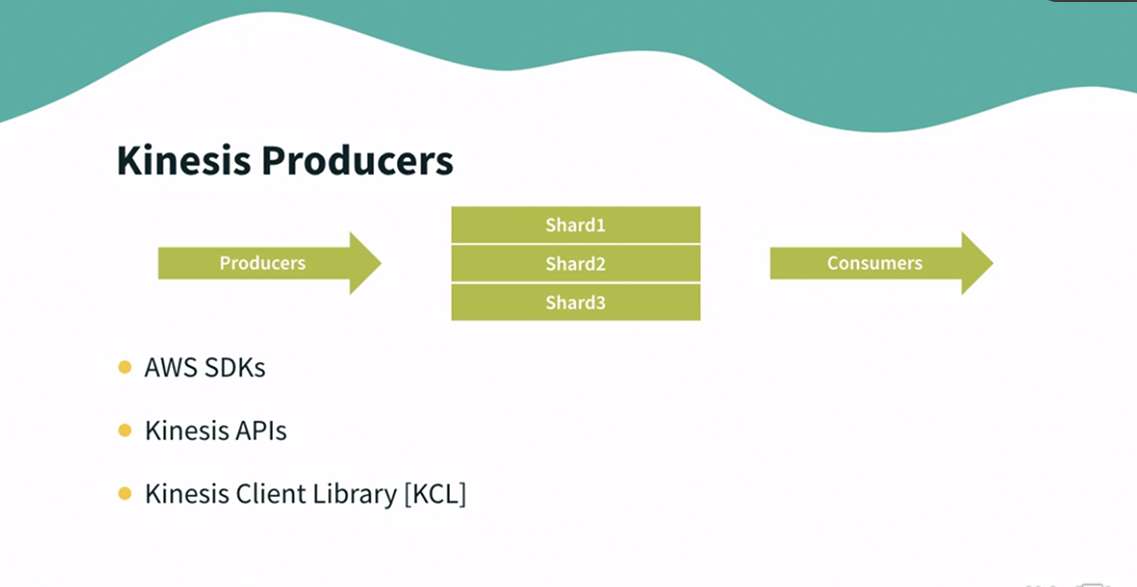 Kinesis Producers
Shard1
Producers
Shard2
Consumers
Shard3
AWS SDKs
Kinesis APIs
Kinesis Client Library [KCL]